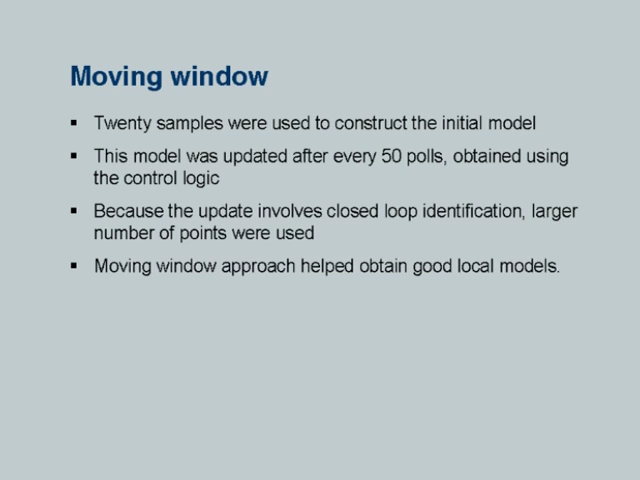 Moving window
▪ Twenty samples were used to construct the initial model
▪ This model was updated after every 50 polls, obtained using
the control logic
▪ Because the update involves closed loop identification, larger
number of points were used
▪ Moving window approach helped obtain good local models.